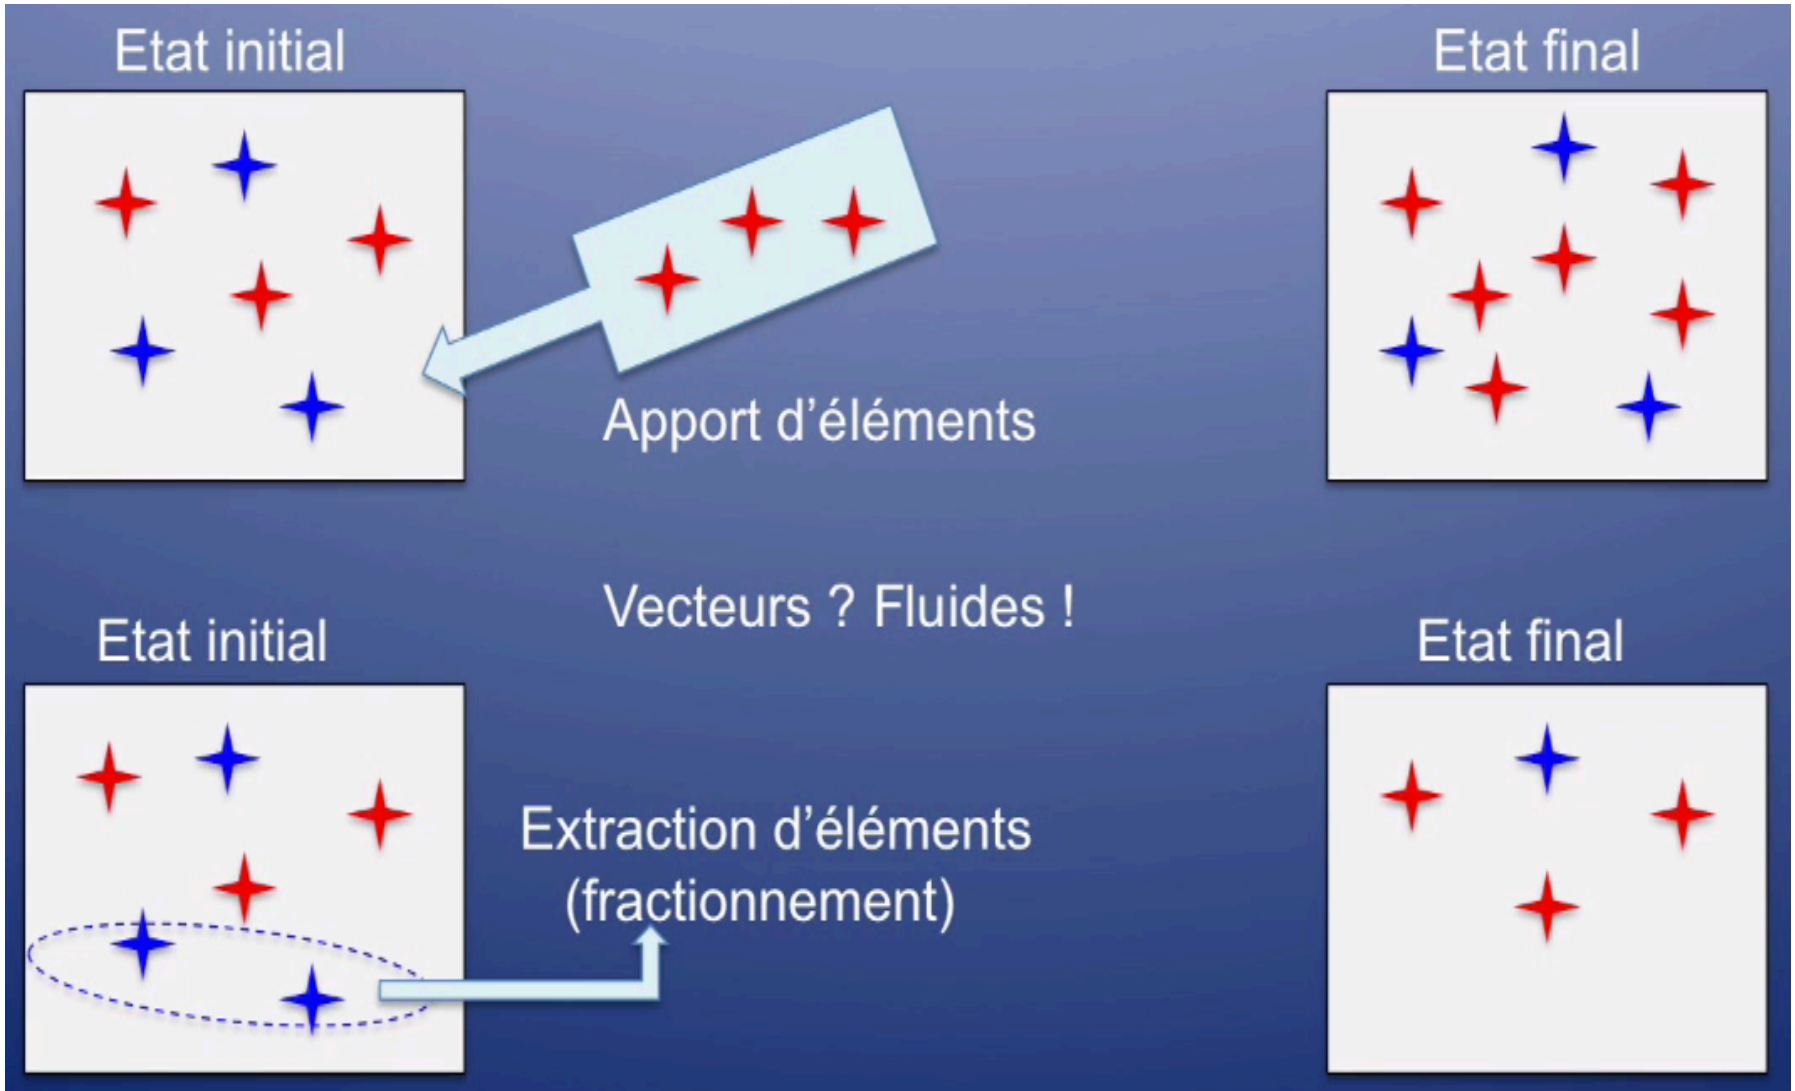 Etat initial
Etat final
Apport d’éléments
Vecteurs ? Fluides !
Etat initial
Etat final
Extraction d’éléments
(fractionnement)